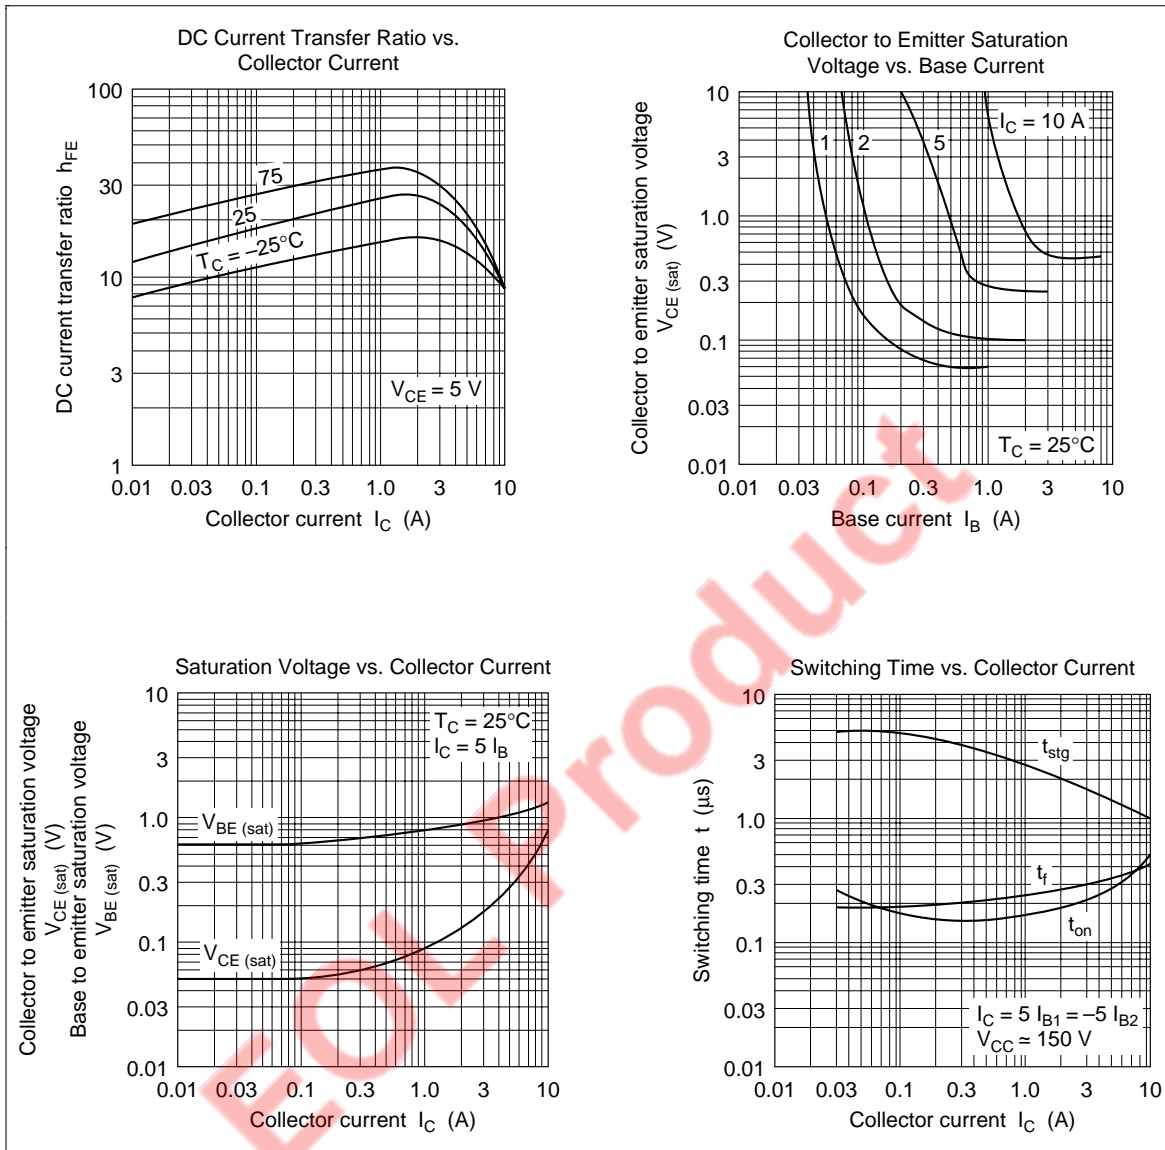 DC Current Transfer Ratio vs.
Collector Current
DC current transfer ratio hFE
100
30
10
3
1
75
25
TC = –25°C
VCE = 5 V
0.01 0.03 0.1 0.3 1.0 3 10
Collector current IC (A)
Collector to Emitter Saturation
Voltage vs. Base Current
Collector to emitter saturation voltage
VCE (sat) (V)
10
3
1.0
0.3
0.1
0.03
0.01
IC = 10 A
1 2 5
TC = 25°C
0.01 0.03 0.1 0.3 1.0 3 10
Base current IB (A)
Saturation Voltage vs. Collector Current
Collector to emitter saturation voltage
VCE (sat) (V)
Base to emitter saturation voltage
VBE (sat) (V)
10
3
1.0
0.3
0.1
0.03
0.01
TC = 25°C
IC = 5 IB
VBE (sat)
VCE (sat)
0.01 0.03 0.1 0.3 1.0 3 10
Collector current IC (A)
Switching Time vs. Collector Current
Switching time t (μs)
10
3
1.0
0.3
0.1
0.03
0.01
tstg
tf
ton
IC = 5 IB1 = –5 IB2
VCC ≃ 150 V
0.01 0.03 0.1 0.3 1.0 3 10
Collector current IC (A)
EOL Product